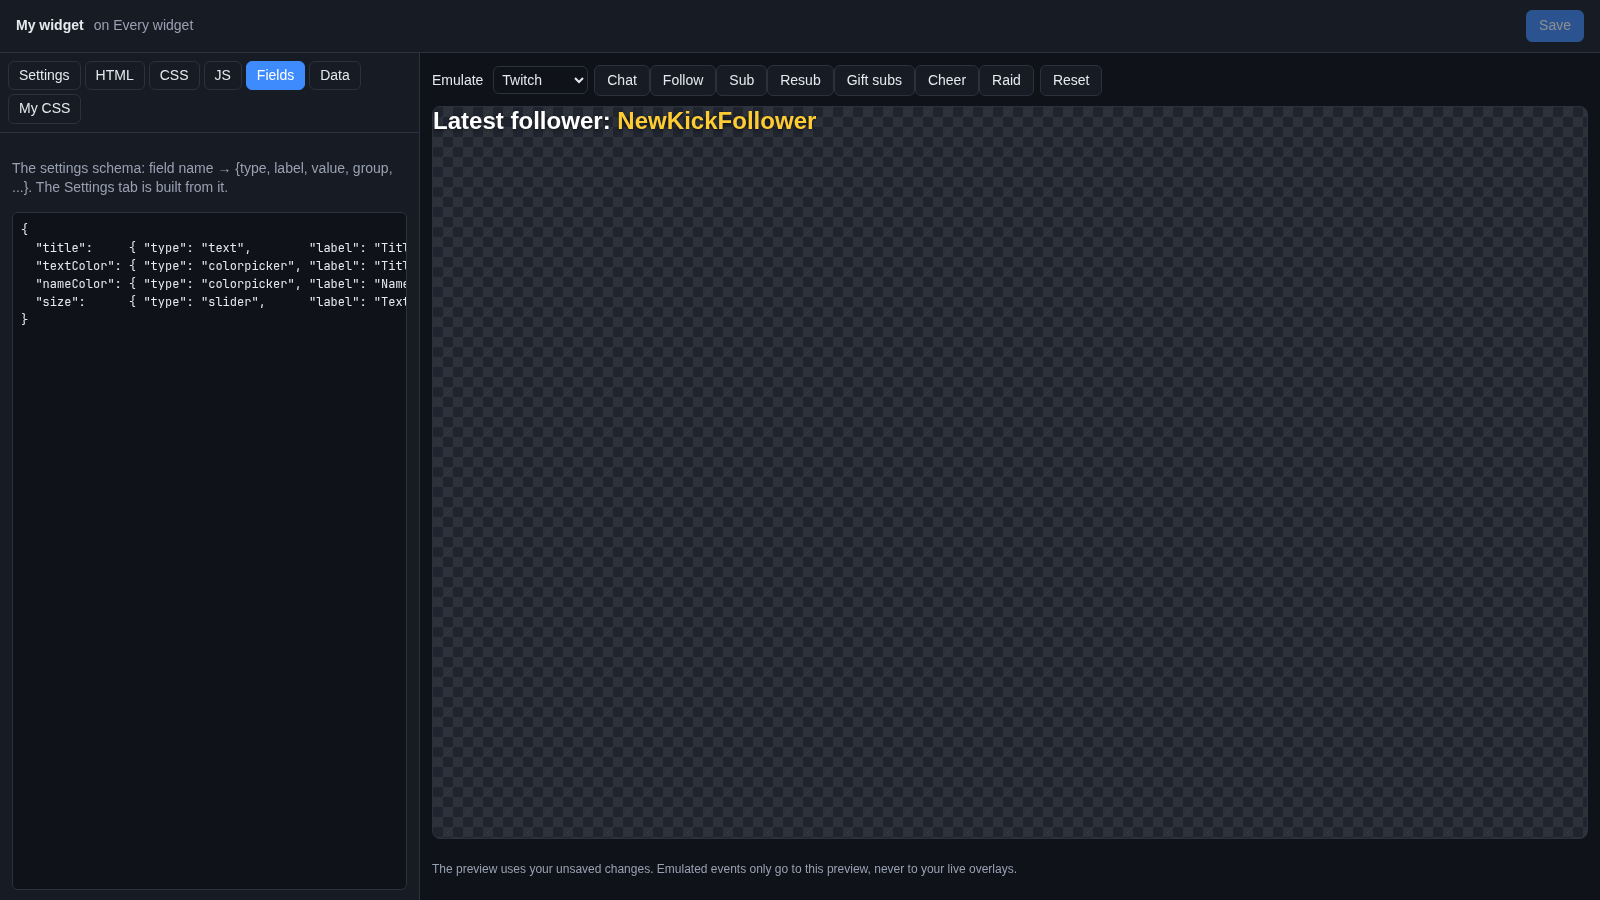 My widget on Every widget
Save
Settings HTML CSS JS Fields Data
My CSS
The settings schema: field name → {type, label, value, group,
...}. The Settings tab is built from it.
{
  "title":     { "type": "text",        "label": "Titl
  "textColor": { "type": "colorpicker", "label": "Titl
  "nameColor": { "type": "colorpicker", "label": "Name
  "size":      { "type": "slider",      "label": "Text
}
Emulate Twitch Chat Follow Sub Resub Gift subs Cheer Raid Reset
Latest follower: NewKickFollower
The preview uses your unsaved changes. Emulated events only go to this preview, never to your live overlays.